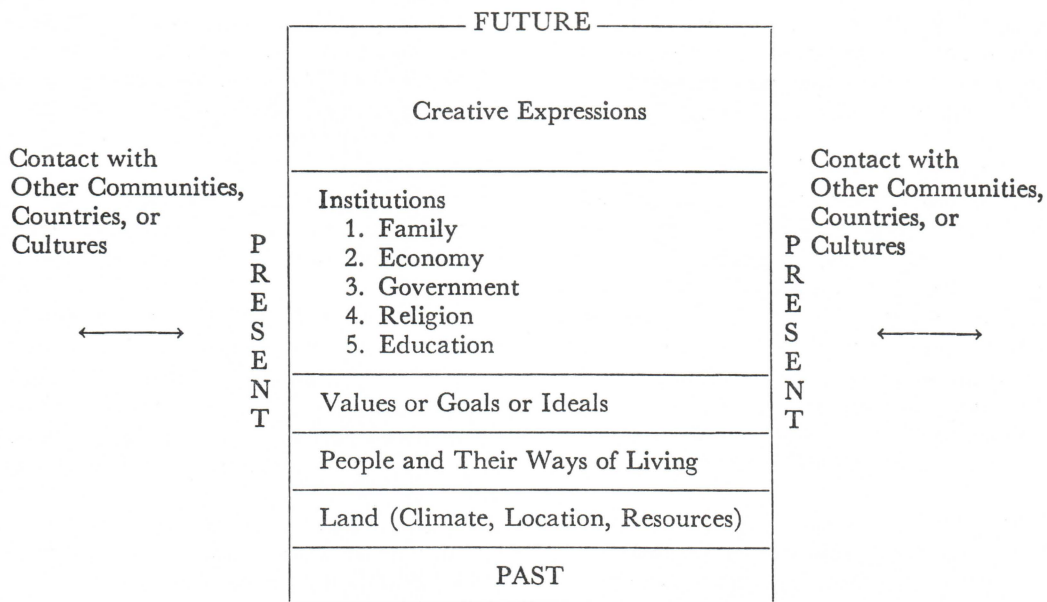 FUTURE
Creative Expressions
Contact with
Other Communities,
Countries, or
Cultures
PRESENT
Institutions
1. Family
2. Economy
3. Government
4. Religion
5. Education
PRESENT
Contact with
Other Communities,
Countries, or
Cultures
Values or Goals or Ideals
People and Their Ways of Living
Land (Climate, Location, Resources)
PAST